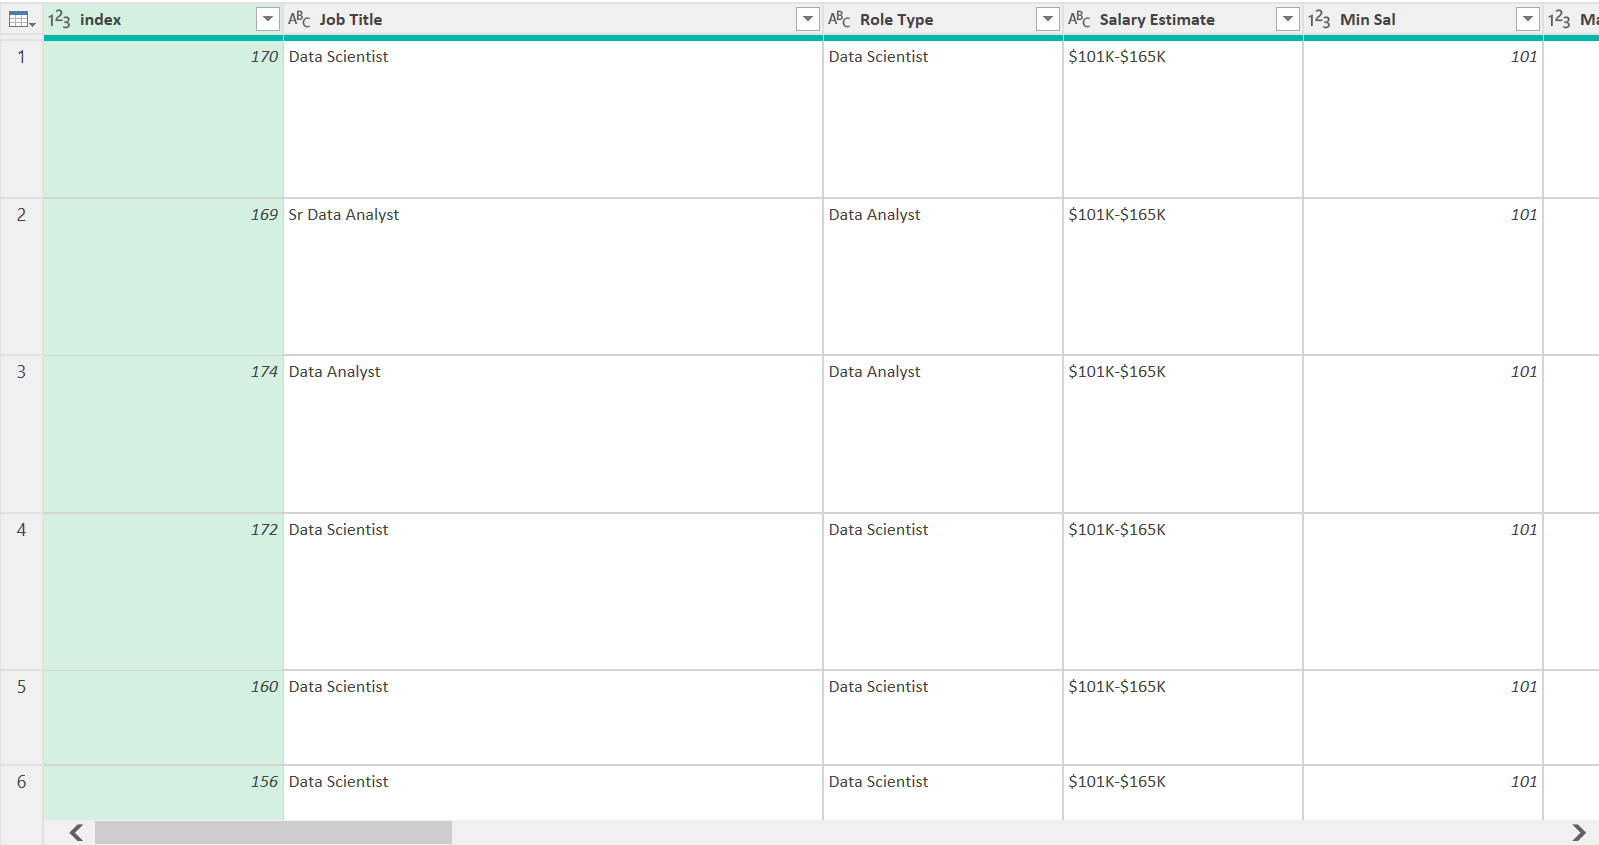 1²3 index ABC Job Title ABC Role Type ABC Salary Estimate 1²3 Min Sal 1²3 Ma
1 170 Data Scientist Data Scientist $101K-$165K 101
2 169 Sr Data Analyst Data Analyst $101K-$165K 101
3 174 Data Analyst Data Analyst $101K-$165K 101
4 172 Data Scientist Data Scientist $101K-$165K 101
5 160 Data Scientist Data Scientist $101K-$165K 101
6 156 Data Scientist Data Scientist $101K-$165K 101